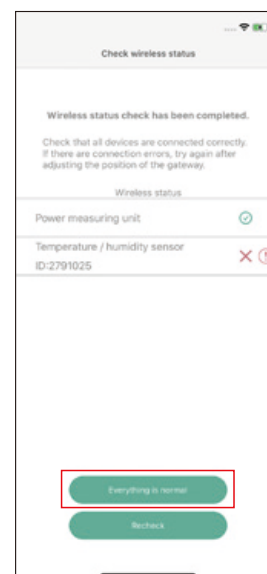 Check wireless status
Wireless status check has been completed.
Check that all devices are connected correctly.
If there are connection errors, try again after
adjusting the position of the gateway.
Wireless status
Power measuring unit
Temperature / humidity sensor
ID:2791025
Everything is normal
Recheck